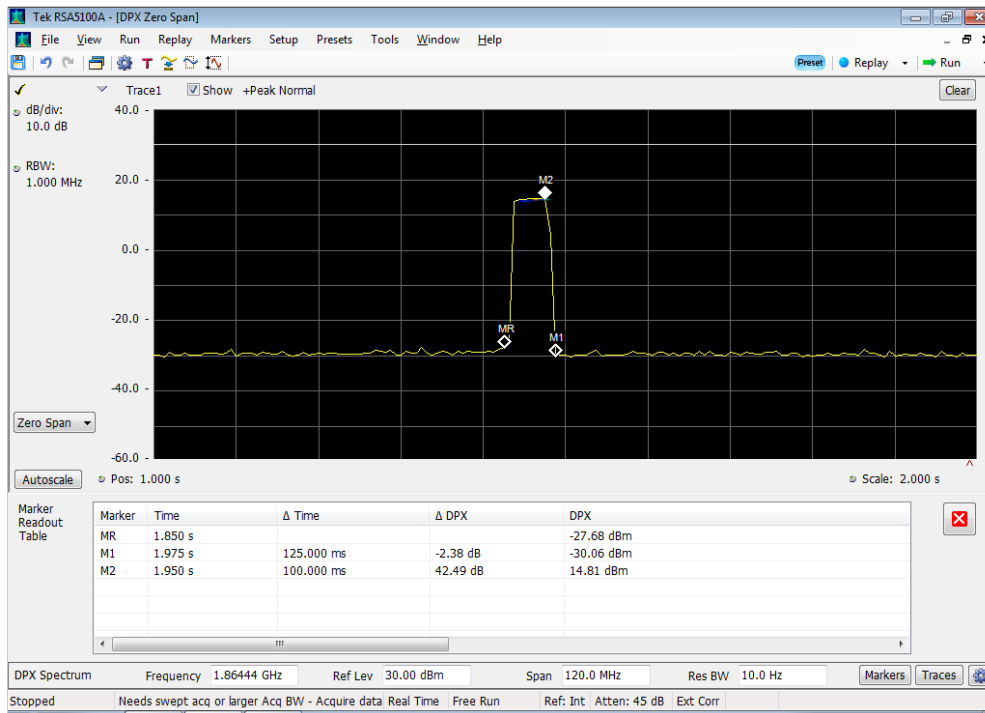 Tek RSA5100A - [DPX Zero Span]
File View Run Replay Markers Setup Presets Tools Window Help
T Preset Replay Run
Trace1 Show +Peak Normal Clear
dB/div:
10.0 dB
RBW:
1.000 MHz
40.0 -
20.0 -
0.0 -
-20.0 -
-40.0 -
-60.0 -
M2
MR
M1
Zero Span
Autoscale Pos: 1.000 s Scale: 2.000 s
Marker
Readout
Table
Marker Time Δ Time Δ DPX DPX
MR 1.850 s -27.68 dBm
M1 1.975 s 125.000 ms -2.38 dB -30.06 dBm
M2 1.950 s 100.000 ms 42.49 dB 14.81 dBm
DPX Spectrum Frequency 1.86444 GHz Ref Lev 30.00 dBm Span 120.0 MHz Res BW 10.0 Hz Markers Traces
Stopped Needs swept acq or larger Acq BW - Acquire data Real Time Free Run Ref: Int Atten: 45 dB Ext Corr